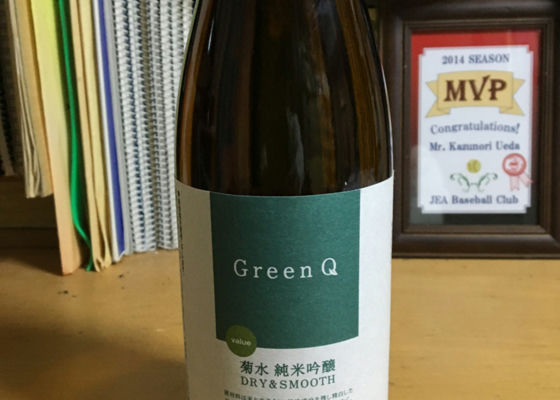 2014 SEASON
MVP
Congratulations!
Mr. Kazunori Ueda
JEA Baseball Club
Green Q
value
菊水 純米吟醸
DRY&SMOOTH